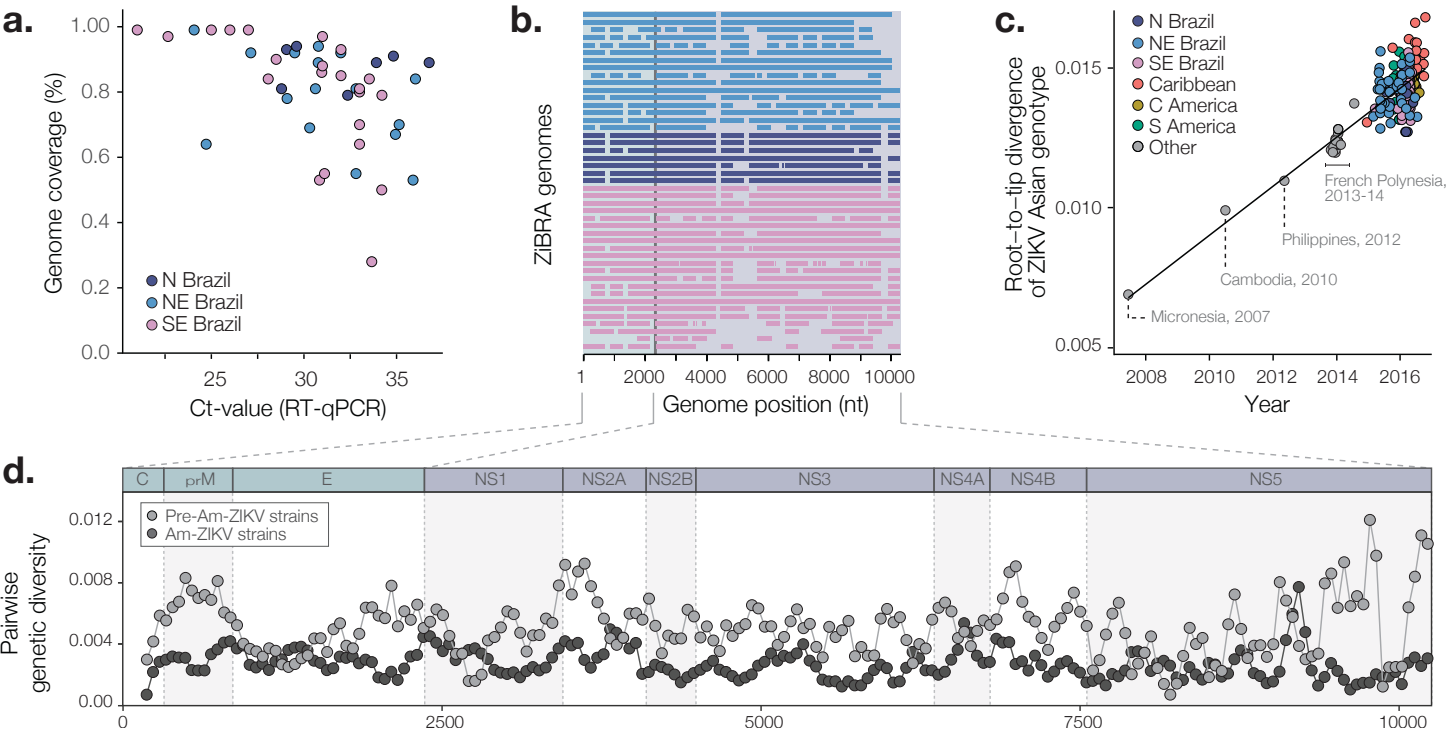 a.
Genome coverage (%)
1.00
0.8
0.6
0.4
0.2
0.0
N Brazil
NE Brazil
SE Brazil
25 30 35
Ct-value (RT-qPCR)
b.
ZiBRA genomes
1 2000 4000 6000 8000 10000
Genome position (nt)
c.
Root–to–tip divergence
of ZIKV Asian genotype
0.015
0.010
0.005
N Brazil
NE Brazil
SE Brazil
Caribbean
C America
S America
Other
French Polynesia,
2013-14
Philippines, 2012
Cambodia, 2010
Micronesia, 2007
2008 2010 2012 2014 2016
Year
d.
C prM E NS1 NS2A NS2B NS3 NS4A NS4B NS5
Pairwise
genetic diversity
0.012
0.008
0.004
0.00
Pre-Am-ZIKV strains
Am-ZIKV strains
0 2500 5000 7500 10000